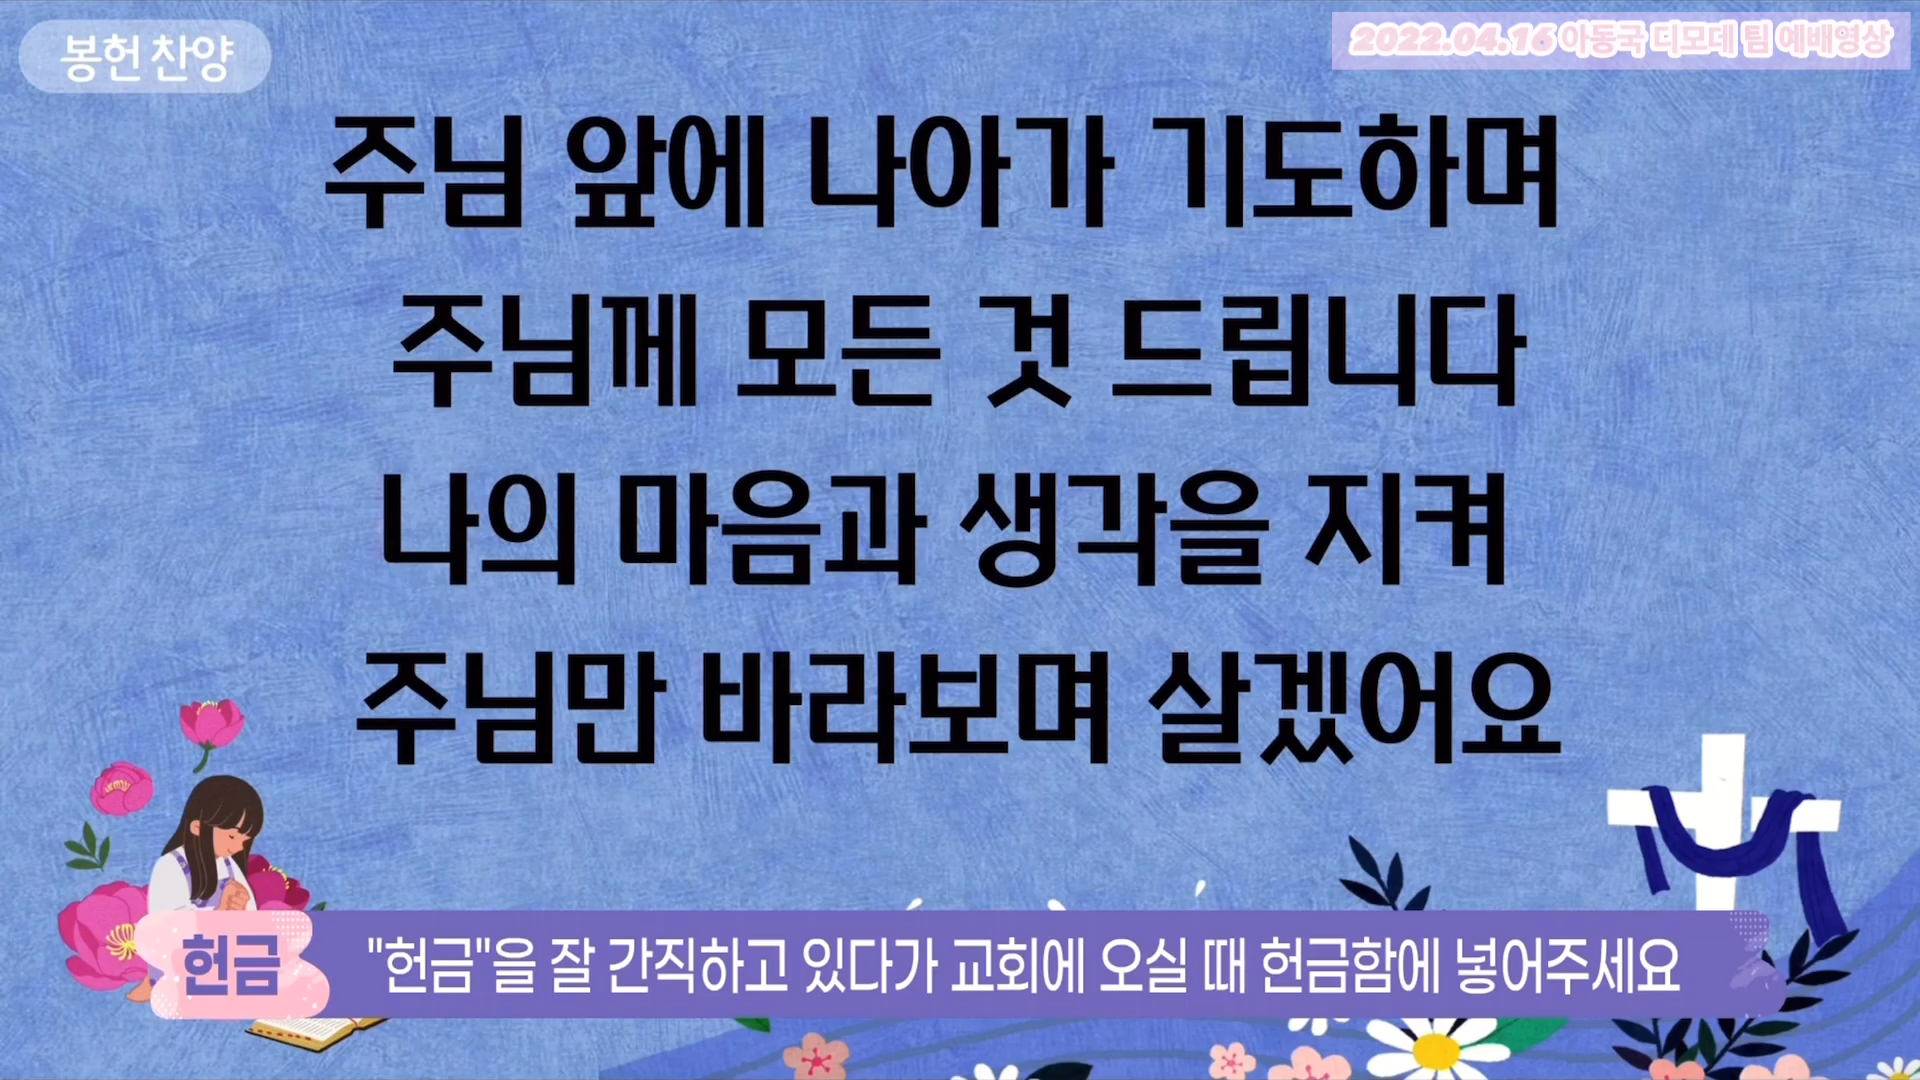 봉헌 찬양
2022.04.16 아동국 디모데 팀 예배영상
주님 앞에 나아가 기도하며
주님께 모든 것 드립니다
나의 마음과 생각을 지켜
주님만 바라보며 살겠어요
헌금
"헌금"을 잘 간직하고 있다가 교회에 오실 때 헌금함에 넣어주세요